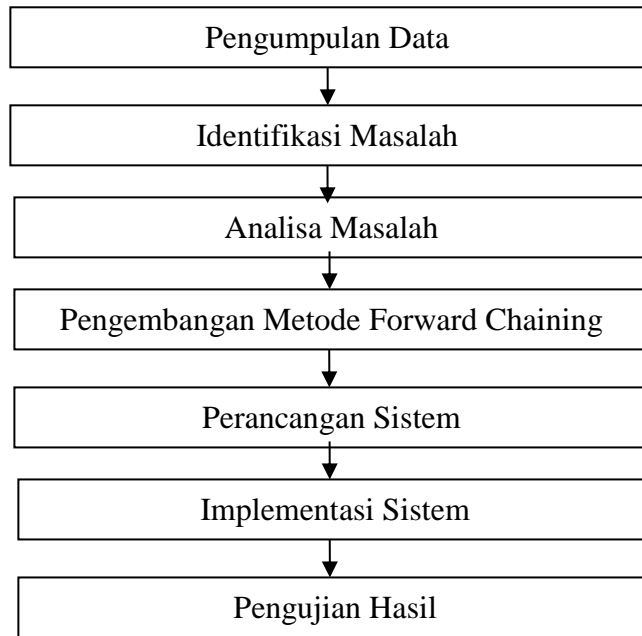 Pengumpulan Data
Identifikasi Masalah
Analisa Masalah
Pengembangan Metode Forward Chaining
Perancangan Sistem
Implementasi Sistem
Pengujian Hasil